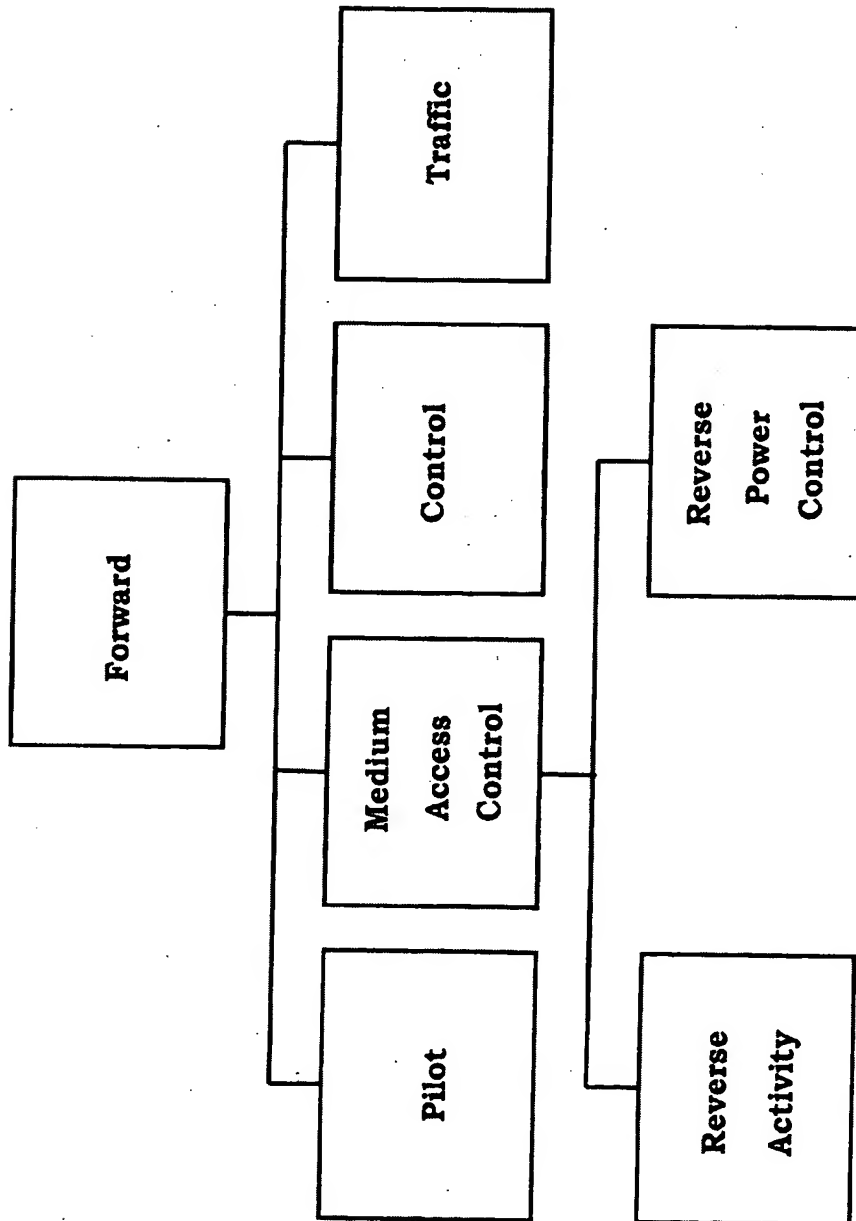 Forward
Pilot
Medium
Access
Control
Control
Traffic
Reverse
Activity
Reverse
Power
Control